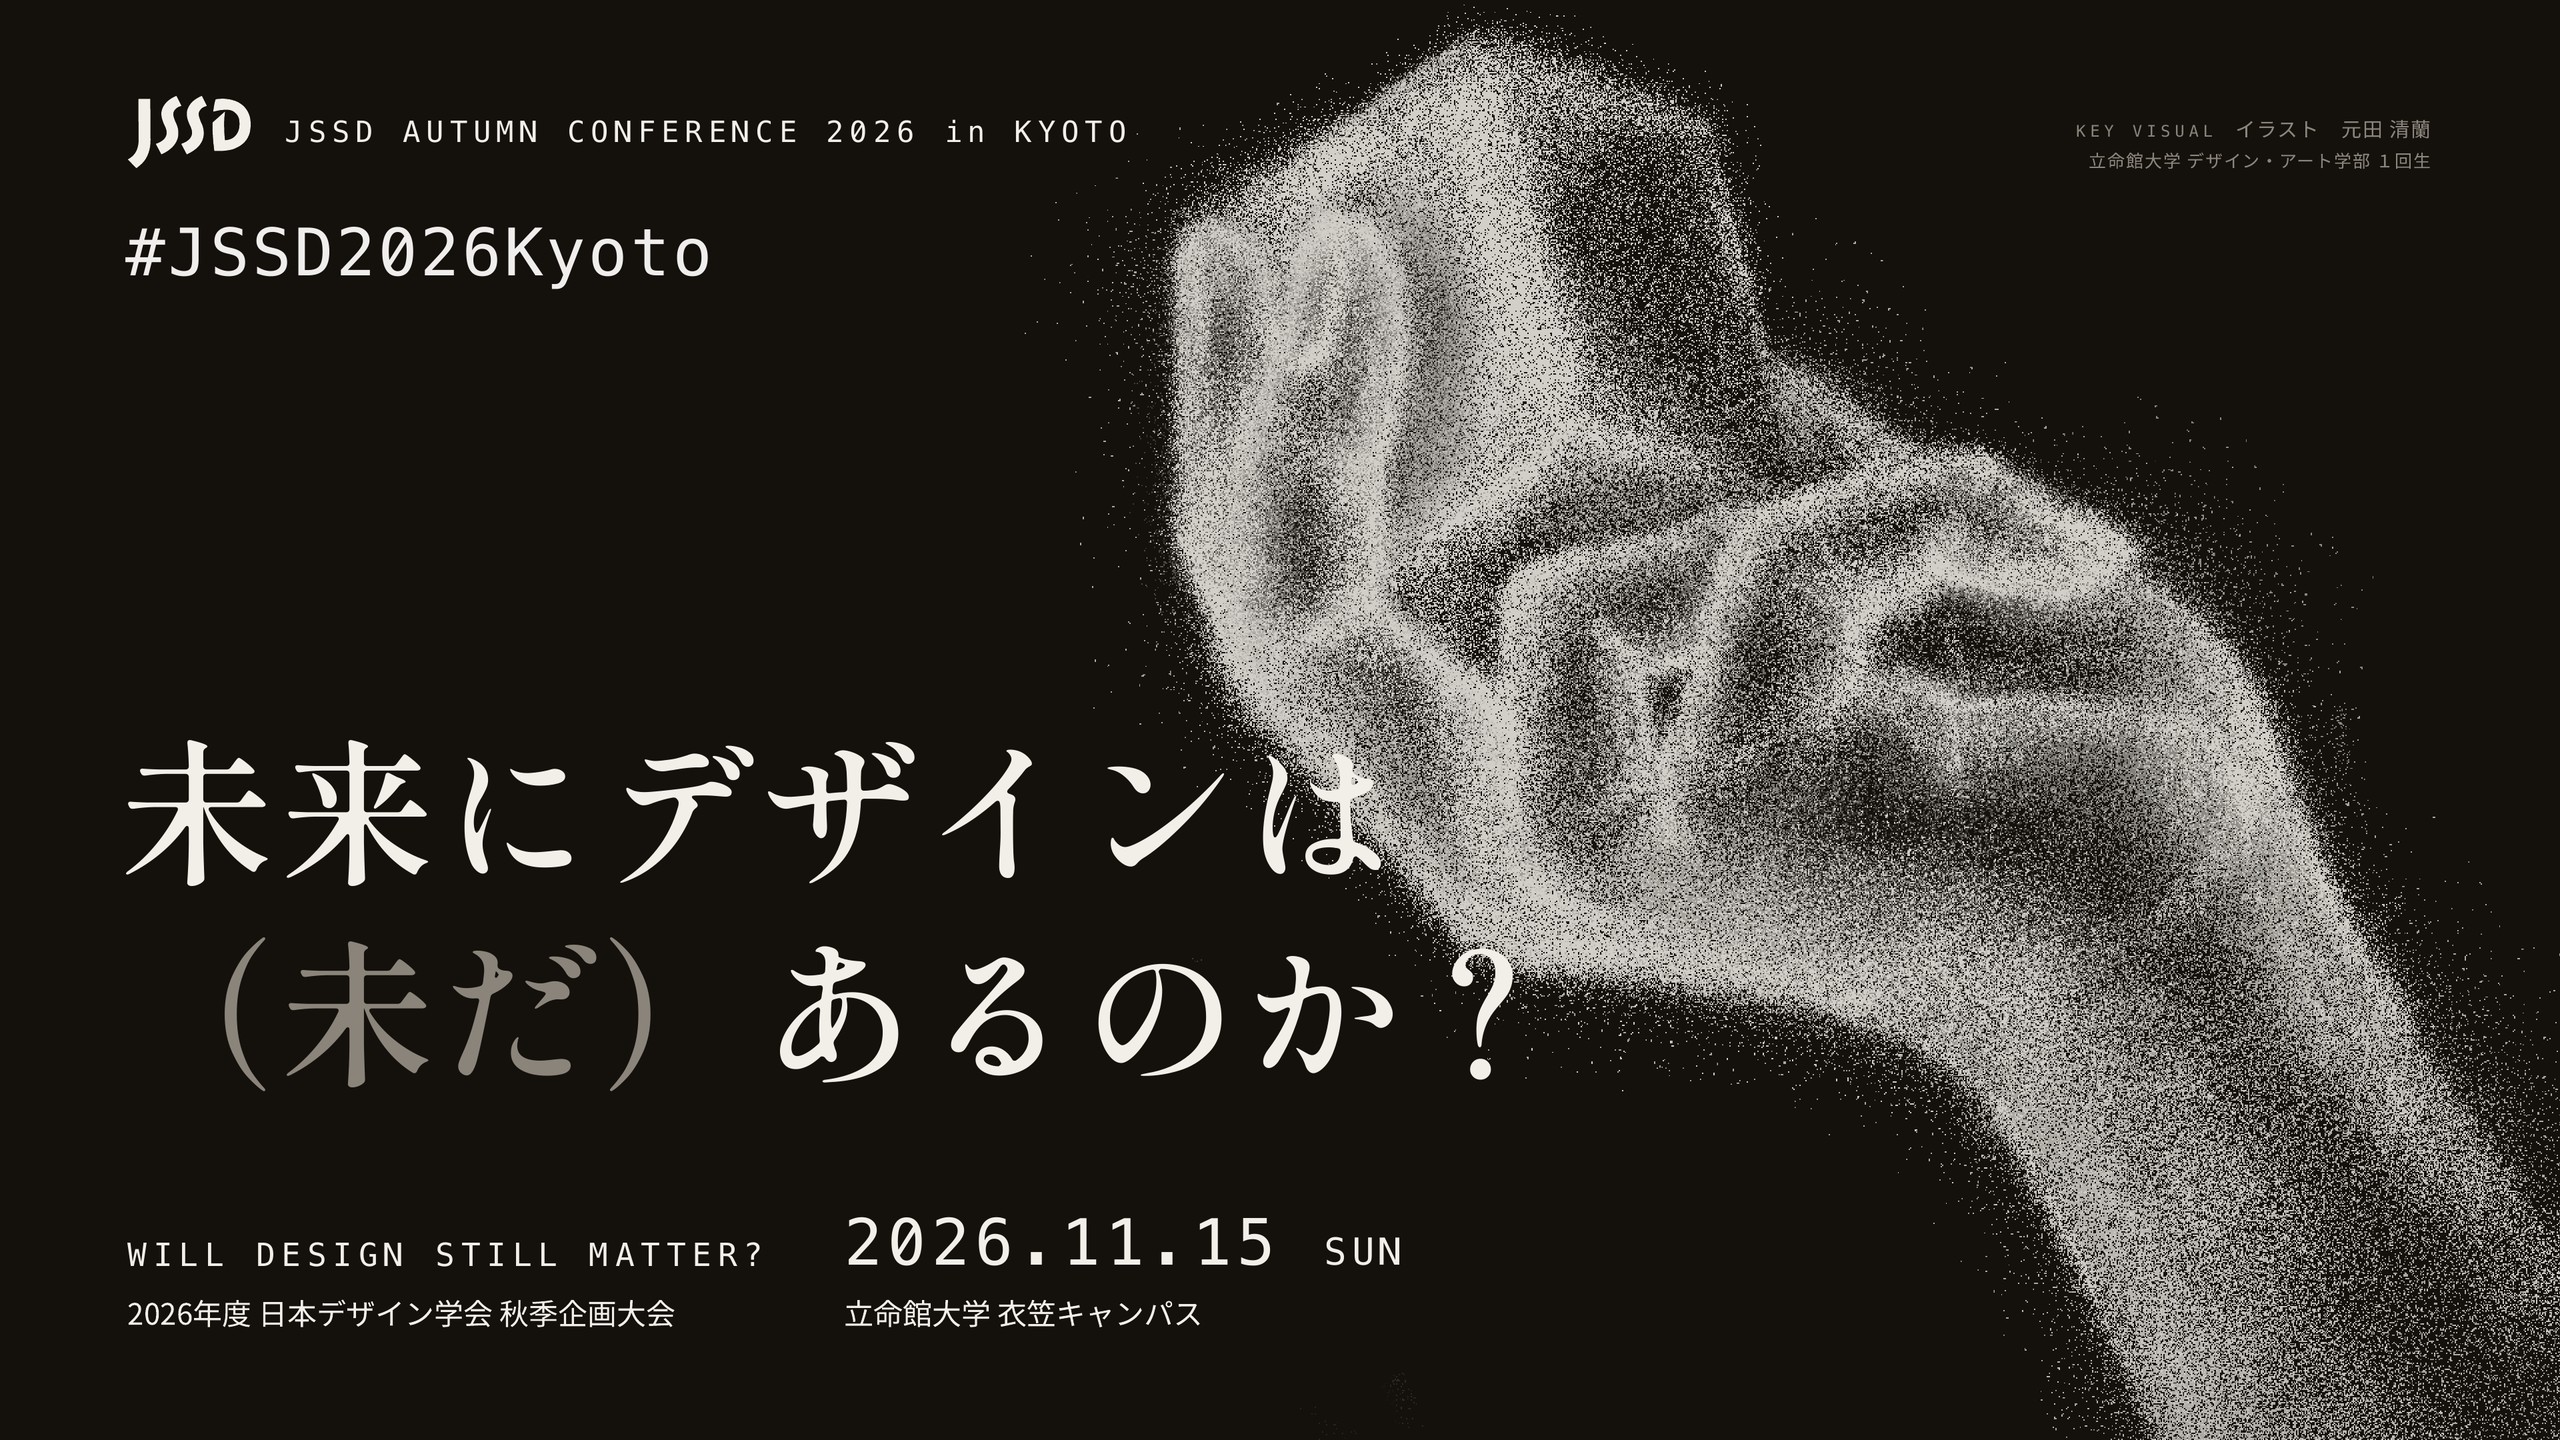 JSSD JSSD AUTUMN CONFERENCE 2026 in KYOTO
#JSSD2026Kyoto
KEY VISUAL イラスト 元田 清蘭
立命館大学 デザイン・アート学部 1回生
未来にデザインは
(未だ) あるのか?
WILL DESIGN STILL MATTER?
2026年度 日本デザイン学会 秋季企画大会
2026.11.15 SUN
立命館大学 衣笠キャンパス